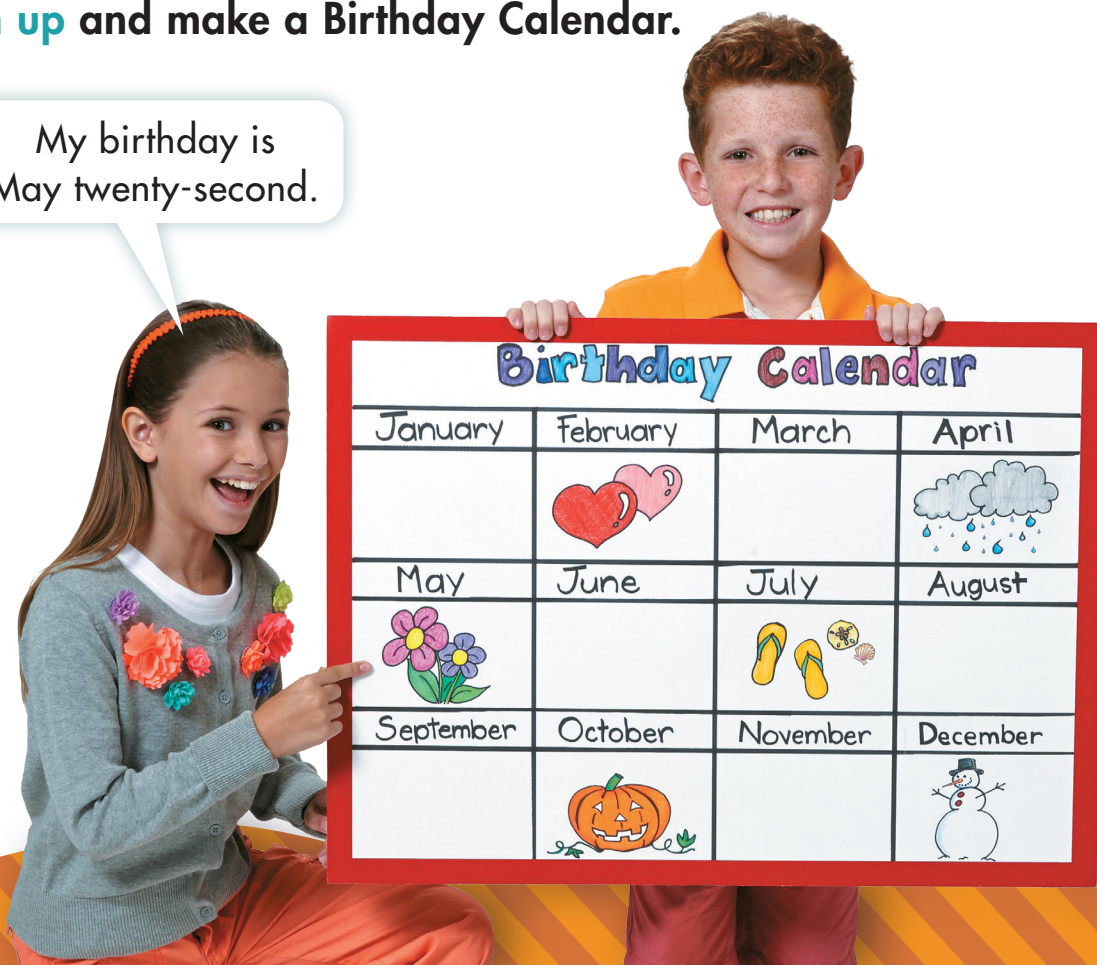 up and make a Birthday Calendar.
My birthday is
May twenty-second.
Birthday Calendar
January February March April
May June July August
September October November December